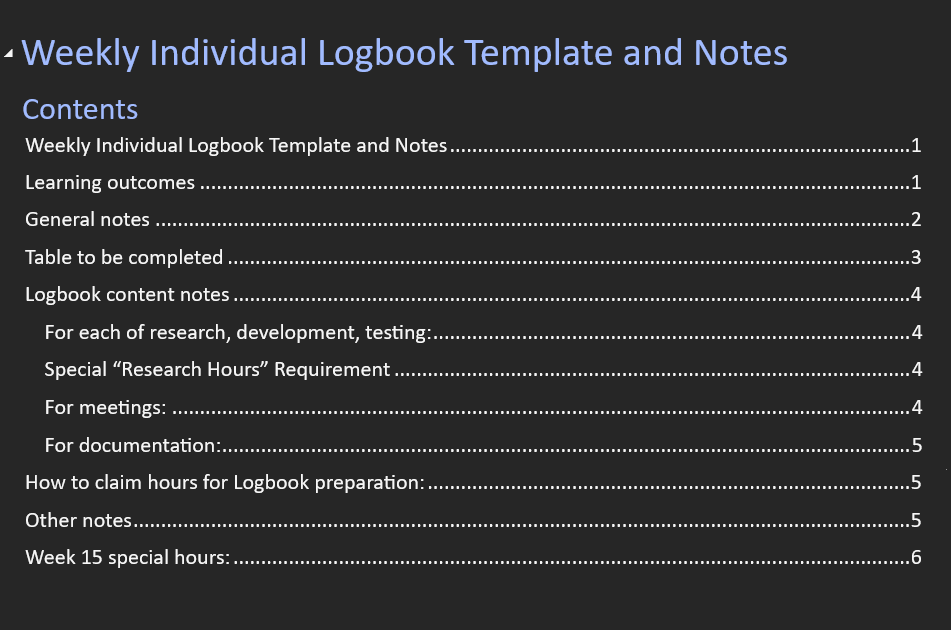 Weekly Individual Logbook Template and Notes
Contents
Weekly Individual Logbook Template and Notes....................1
Learning outcomes....................1
General notes....................2
Table to be completed....................3
Logbook content notes....................4
For each of research, development, testing:....................4
Special “Research Hours” Requirement....................4
For meetings:....................4
For documentation:....................5
How to claim hours for Logbook preparation:....................5
Other notes....................5
Week 15 special hours:....................6